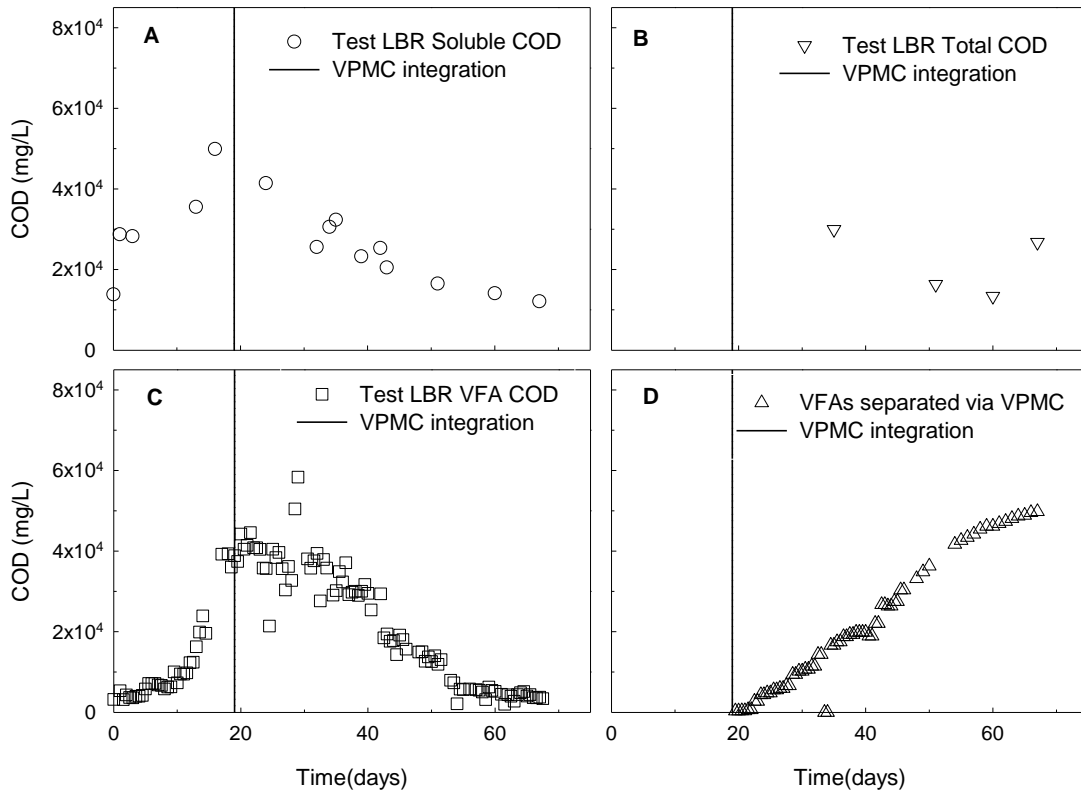 A
Test LBR Soluble COD
VPMC integration
B
Test LBR Total COD
VPMC integration
COD (mg/L)
8x10⁴
6x10⁴
4x10⁴
2x10⁴
0
C
Test LBR VFA COD
VPMC integration
D
VFAs separated via VPMC
VPMC integration
COD (mg/L)
8x10⁴
6x10⁴
4x10⁴
2x10⁴
0
0 20 40 60
20 40 60
Time(days)
Time(days)